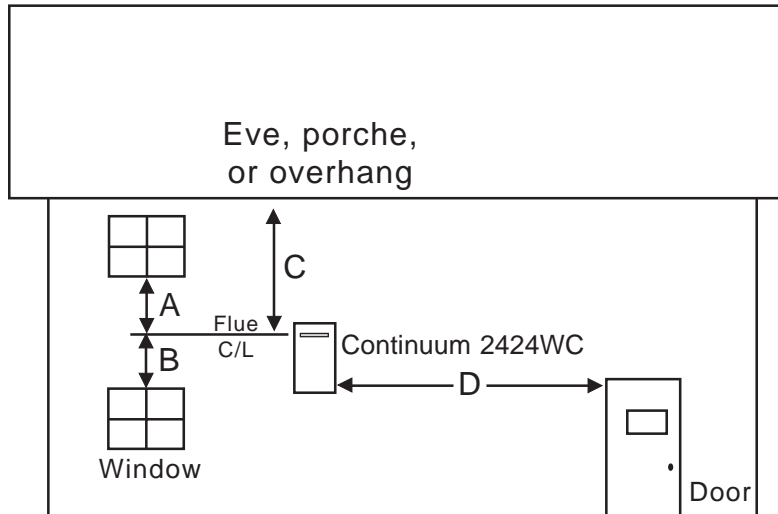 Eve, porche,
or overhang
C
A
Flue
C/L
B
Continuum 2424WC
D
Window
Door